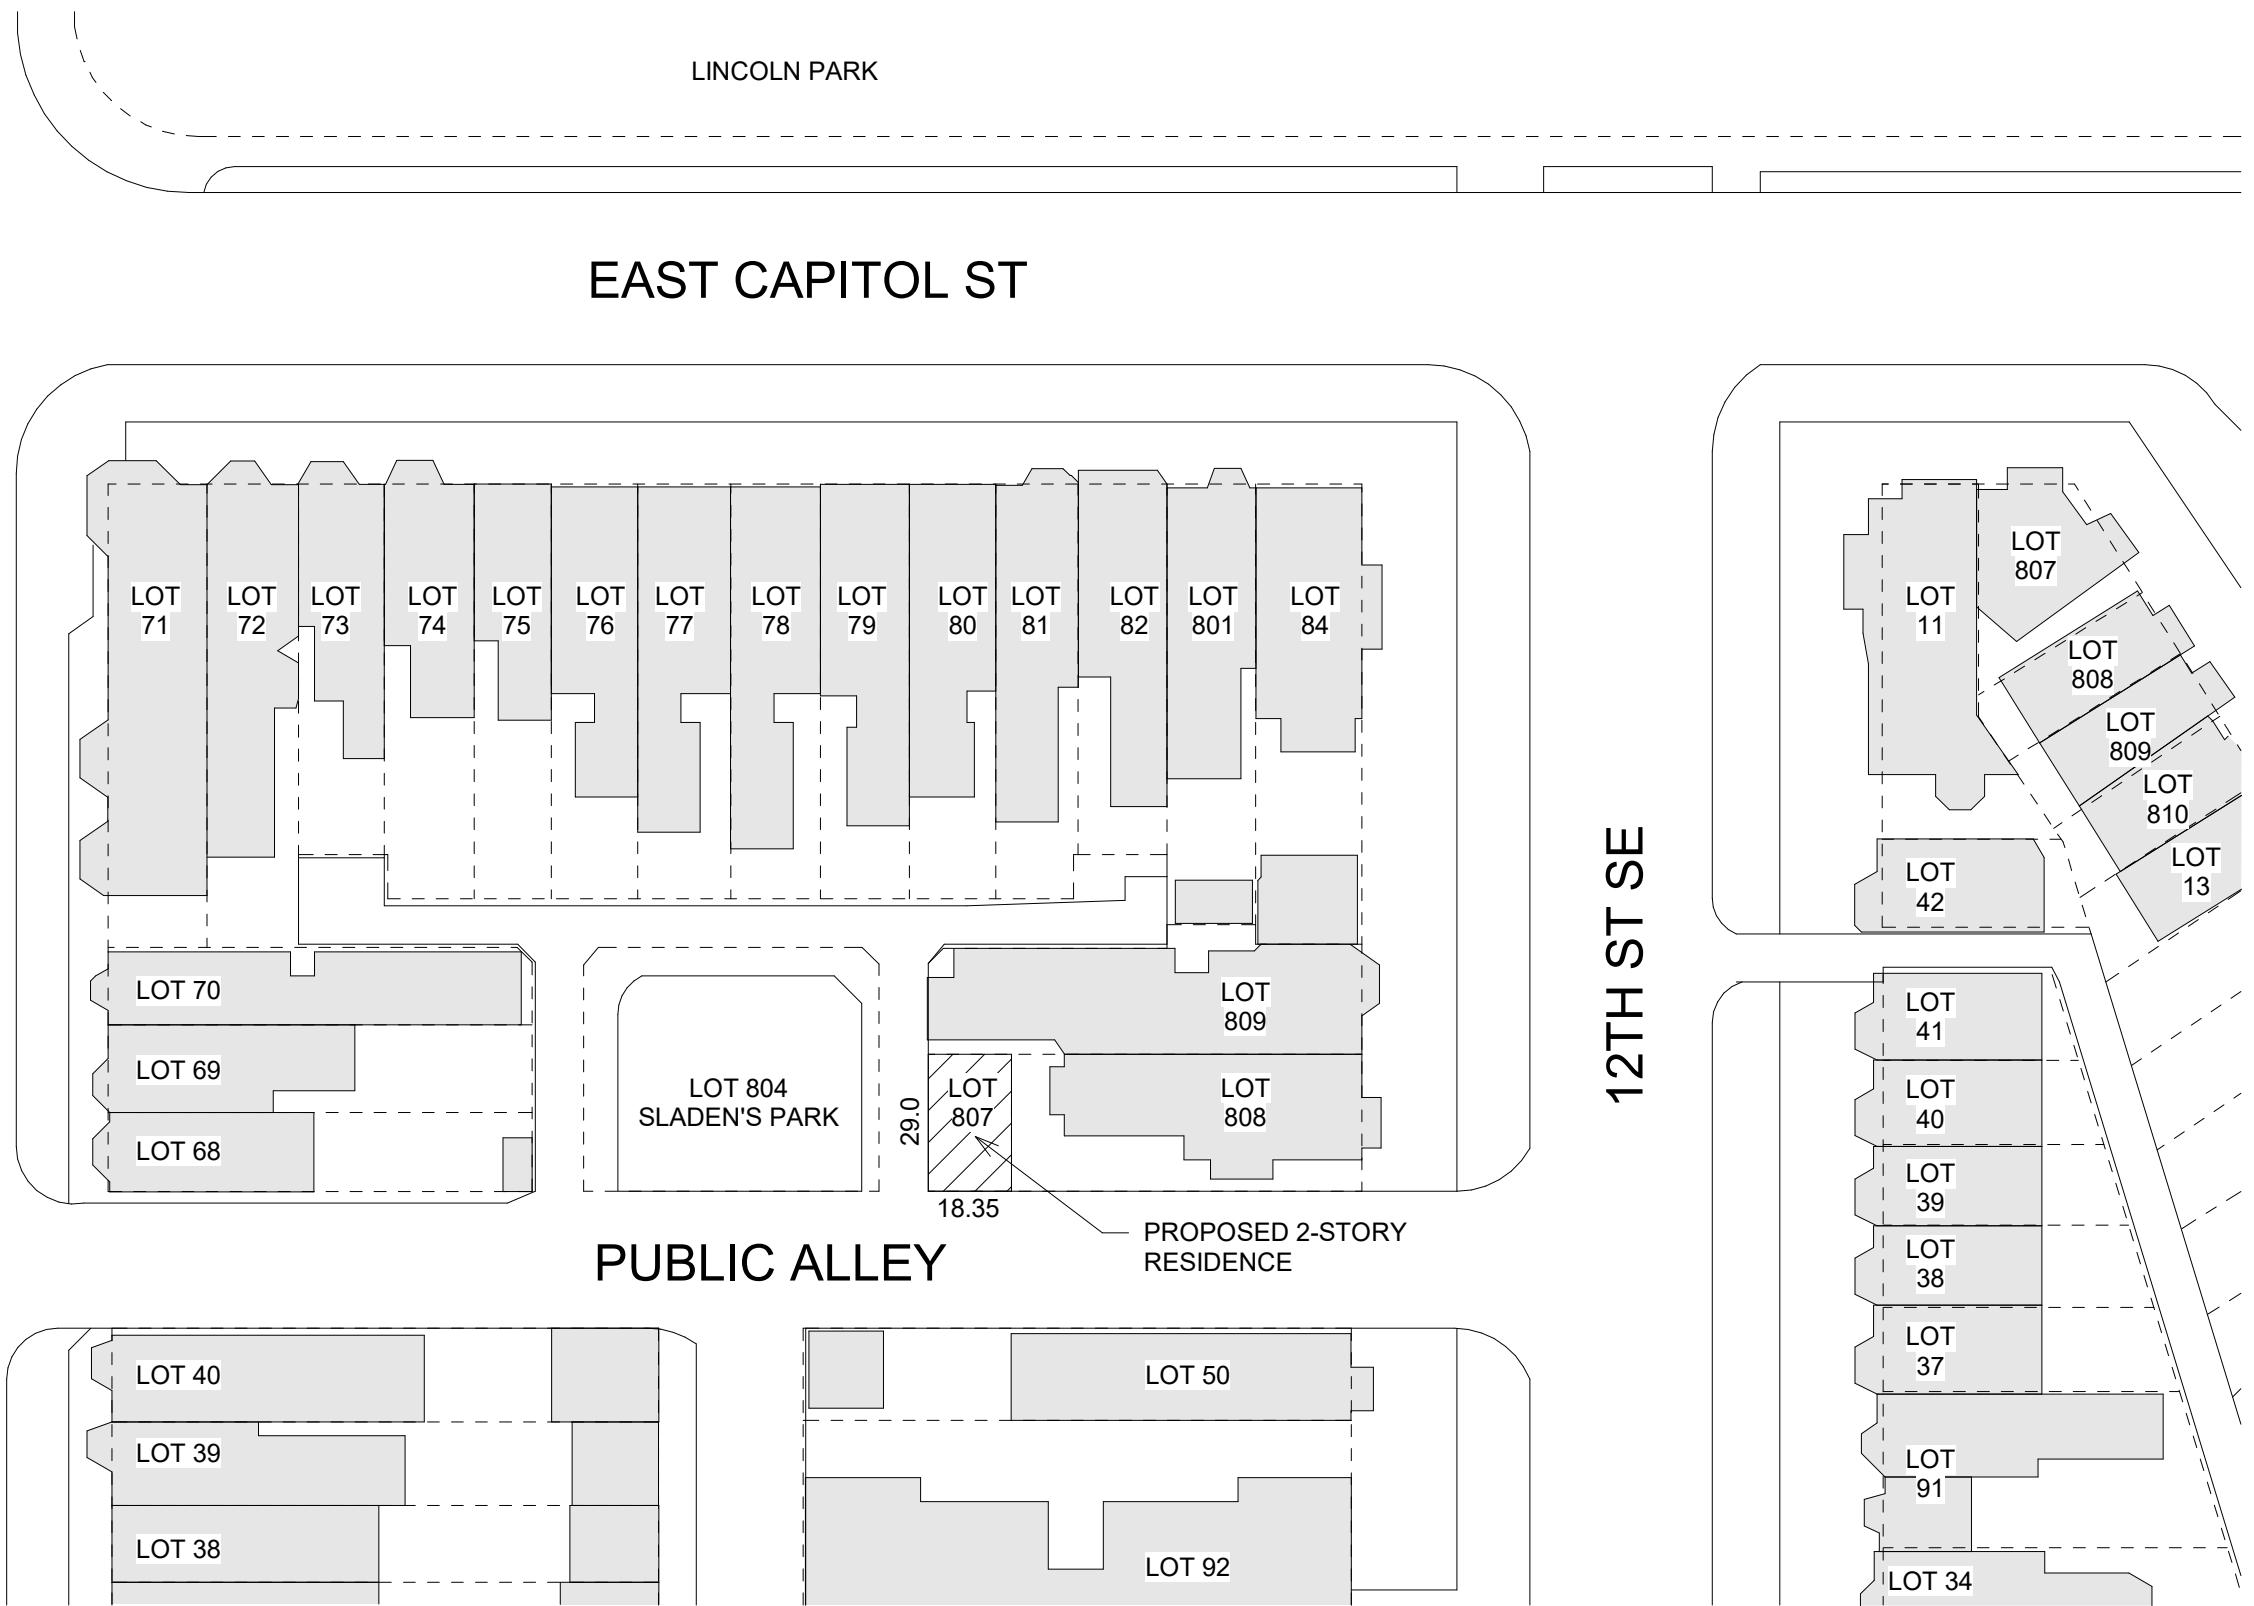 LINCOLN PARK
EAST CAPITOL ST
LOT
71
LOT
72
LOT
73
LOT
74
LOT
75
LOT
76
LOT
77
LOT
78
LOT
79
LOT
80
LOT
81
LOT
82
LOT
801
LOT
84
LOT
11
LOT
807
LOT
808
LOT
809
LOT
810
LOT
13
LOT
42
12TH ST SE
LOT 70
LOT 69
LOT 68
LOT 804
SLADEN'S PARK
LOT
809
LOT
808
LOT
807
29.0
18.35
PROPOSED 2-STORY
RESIDENCE
LOT
41
LOT
40
LOT
39
LOT
38
LOT
37
LOT
91
LOT 34
PUBLIC ALLEY
LOT 40
LOT 39
LOT 38
LOT 50
LOT 92